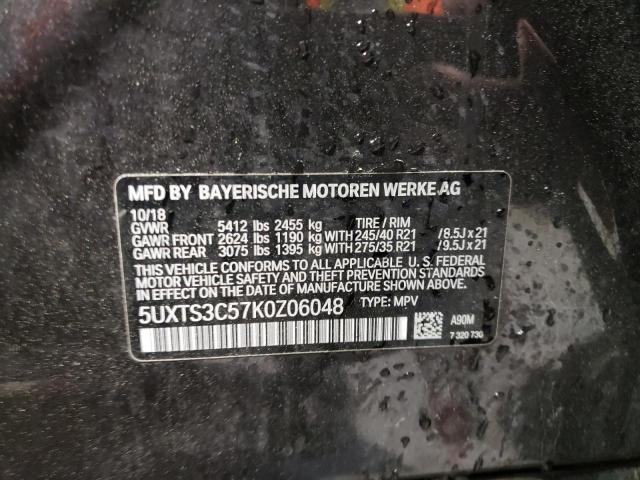 MFD BY BAYERISCHE MOTOREN WERKE AG
10/18
GVWR 5412 lbs 2455 kg TIRE / RIM
GAWR FRONT 2624 lbs 1190 kg WITH 245/40 R21 / 8.5J x 21
GAWR REAR 3075 lbs 1395 kg WITH 275/35 R21 / 9.5J x 21
THIS VEHICLE CONFORMS TO ALL APPLICABLE U. S. FEDERAL
MOTOR VEHICLE SAFETY AND THEFT PREVENTION STANDARDS
IN EFFECT ON THE DATE OF MANUFACTURE SHOWN ABOVE.
5UXTS3C57K0Z06048 TYPE: MPV
A90M
7 320 730